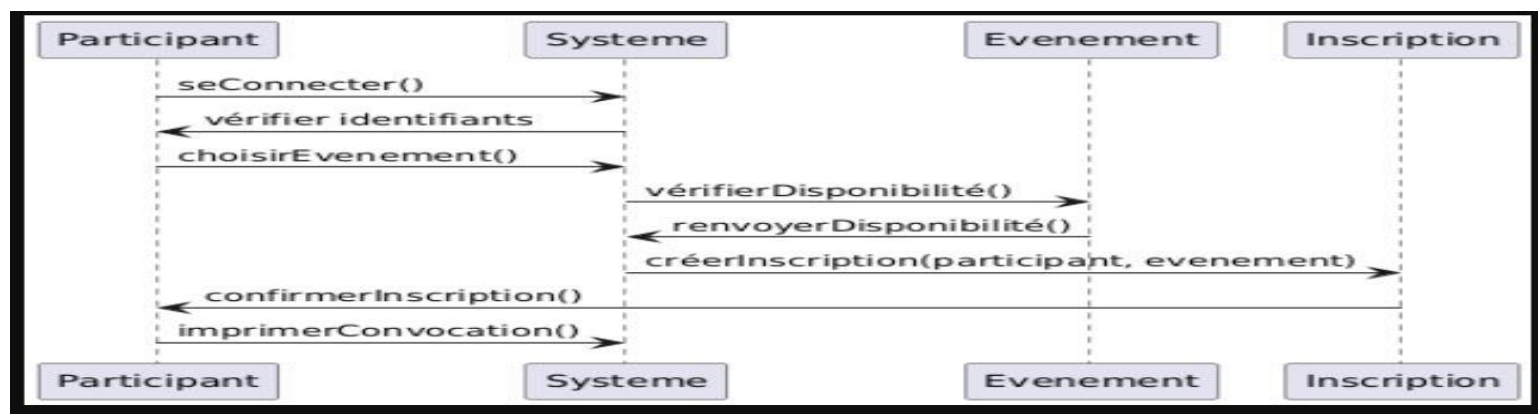 Participant Systeme Evenement Inscription
seConnecter()
vérifier identifiants
choisirEvenement()
vérifierDisponibilité()
renvoyerDisponibilité()
créerInscription(participant, evenement)
confirmerInscription()
imprimerConvocation()
Participant Systeme Evenement Inscription